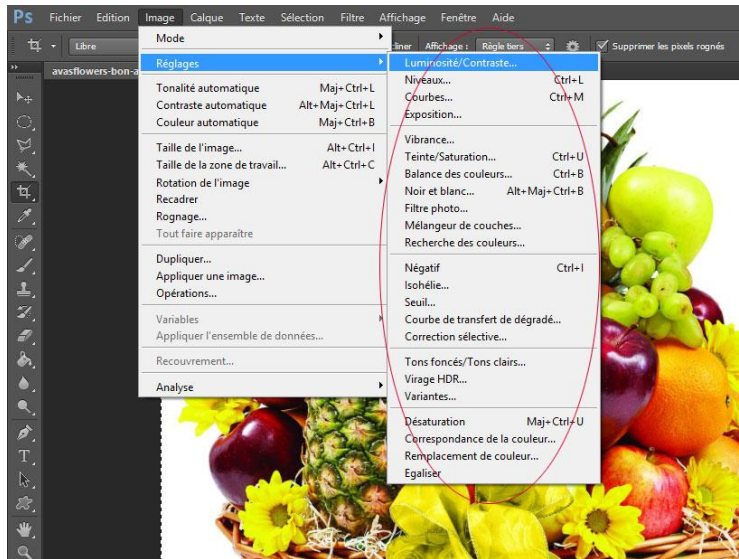 Ps Fichier Edition Image Calque Texte Sélection Filtre Affichage Fenêtre Aide
Libre
Affichage : Règle tiers
Supprimer les pixels rognés
Mode
Réglages
Tonalité automatique Maj+Ctrl+L
Contraste automatique Alt+Maj+Ctrl+L
Couleur automatique Maj+Ctrl+B
Taille de l'image... Alt+Ctrl+I
Taille de la zone de travail... Alt+Ctrl+C
Rotation de l'image
Recadrer
Rognage...
Tout faire apparaître
Dupliquer...
Appliquer une image...
Opérations...
Variables
Appliquer l'ensemble de données...
Recouvrement...
Analyse
Luminosité/Contraste...
Niveaux... Ctrl+L
Courbes... Ctrl+M
Exposition...
Vibrance...
Teinte/Saturation... Ctrl+U
Balance des couleurs... Ctrl+B
Noir et blanc... Alt+Maj+Ctrl+B
Filtre photo...
Mélangeur de couches...
Recherche des couleurs...
Négatif Ctrl+I
Isohélie...
Seuil...
Courbe de transfert de dégradé...
Correction sélective...
Tons foncés/Tons clairs...
Virage HDR...
Variantes...
Désaturation Maj+Ctrl+U
Correspondance de la couleur...
Remplacement de couleur...
Egaliser